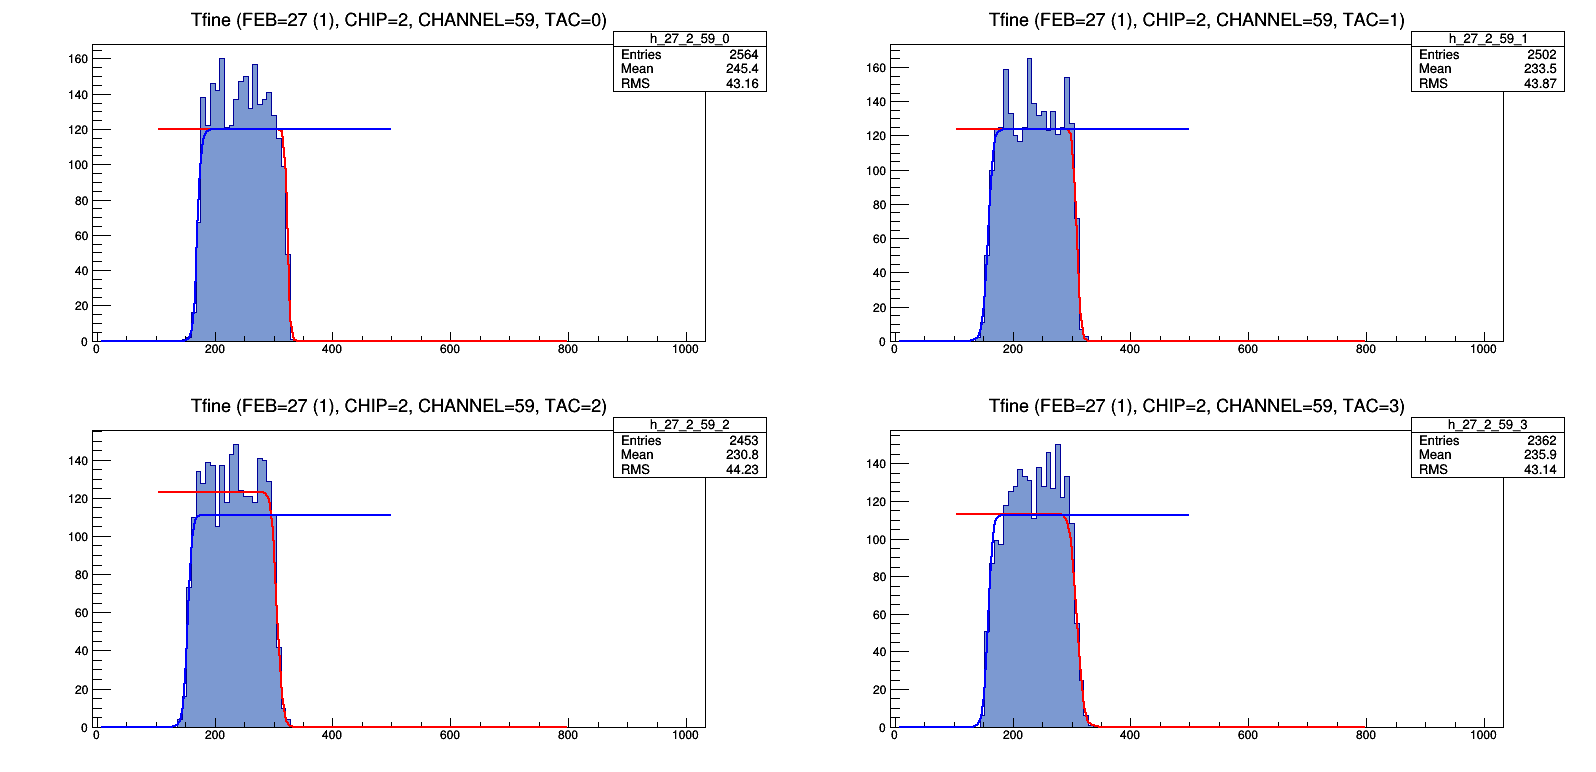 Tfine (FEB=27 (1), CHIP=2, CHANNEL=59, TAC=0)
h_27_2_59_0
Entries 2564
Mean 245.4
RMS 43.16
160
140
120
100
80
60
40
20
0
0 200 400 600 800 1000
Tfine (FEB=27 (1), CHIP=2, CHANNEL=59, TAC=1)
h_27_2_59_1
Entries 2502
Mean 233.5
RMS 43.87
160
140
120
100
80
60
40
20
0
0 200 400 600 800 1000
Tfine (FEB=27 (1), CHIP=2, CHANNEL=59, TAC=2)
h_27_2_59_2
Entries 2453
Mean 230.8
RMS 44.23
140
120
100
80
60
40
20
0
0 200 400 600 800 1000
Tfine (FEB=27 (1), CHIP=2, CHANNEL=59, TAC=3)
h_27_2_59_3
Entries 2362
Mean 235.9
RMS 43.14
140
120
100
80
60
40
20
0
0 200 400 600 800 1000